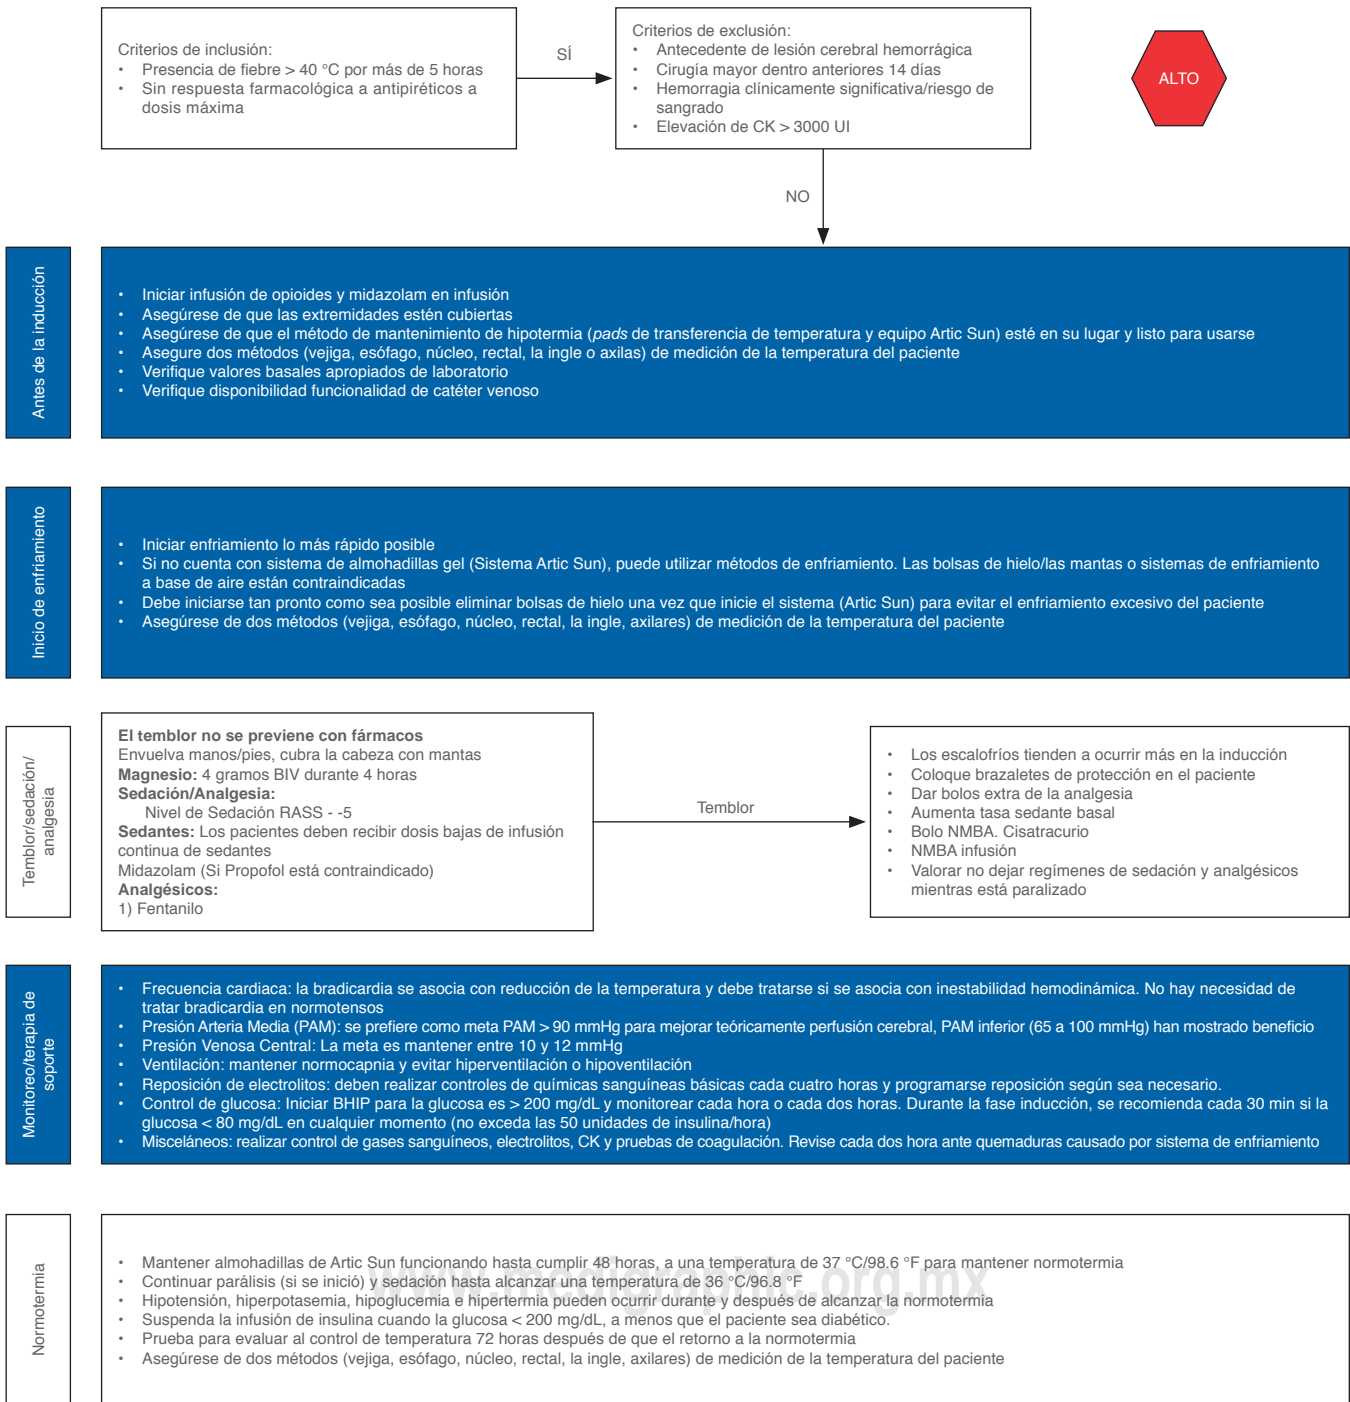 Criterios de inclusión:
• Presencia de fiebre > 40 °C por más de 5 horas
• Sin respuesta farmacológica a antipiréticos a
dosis máxima
SÍ
Criterios de exclusión:
• Antecedente de lesión cerebral hemorrágica
• Cirugía mayor dentro anteriores 14 días
• Hemorragia clínicamente significativa/riesgo de
sangrado
• Elevación de CK > 3000 UI
ALTO
NO
Antes de la inducción
• Iniciar infusión de opioides y midazolam en infusión
• Asegúrese de que las extremidades estén cubiertas
• Asegúrese de que el método de mantenimiento de hipotermia (pads de transferencia de temperatura y equipo Artic Sun) esté en su lugar y listo para usarse
• Asegure dos métodos (vejiga, esófago, núcleo, rectal, la ingle o axilas) de medición de la temperatura del paciente
• Verifique valores basales apropiados de laboratorio
• Verifique disponibilidad funcionalidad de catéter venoso
Inicio de enfriamiento
• Iniciar enfriamiento lo más rápido posible
• Si no cuenta con sistema de almohadillas gel (Sistema Artic Sun), puede utilizar métodos de enfriamiento. Las bolsas de hielo/las mantas o sistemas de enfriamiento
a base de aire están contraindicadas
• Debe iniciarse tan pronto como sea posible eliminar bolsas de hielo una vez que inicie el sistema (Artic Sun) para evitar el enfriamiento excesivo del paciente
• Asegúrese de dos métodos (vejiga, esófago, núcleo, rectal, la ingle, axilares) de medición de la temperatura del paciente
Temblor/sedación/
analgesia
El temblor no se previene con fármacos
Envuelva manos/pies, cubra la cabeza con mantas
Magnesio: 4 gramos BIV durante 4 horas
Sedación/Analgesia:
Nivel de Sedación RASS - -5
Sedantes: Los pacientes deben recibir dosis bajas de infusión
continua de sedantes
Midazolam (Si Propofol está contraindicado)
Analgésicos:
1) Fentanilo
Temblor
• Los escalofríos tienden a ocurrir más en la inducción
• Coloque brazaletes de protección en el paciente
• Dar bolos extra de la analgesia
• Aumenta tasa sedante basal
• Bolo NMBA. Cisatracurio
• NMBA infusión
• Valorar no dejar regímenes de sedación y analgésicos
mientras está paralizado
Monitoreo/terapia de
soporte
• Frecuencia cardiaca: la bradicardia se asocia con reducción de la temperatura y debe tratarse si se asocia con inestabilidad hemodinámica. No hay necesidad de
tratar bradicardia en normotensos
• Presión Arteria Media (PAM): se prefiere como meta PAM > 90 mmHg para mejorar teóricamente perfusión cerebral, PAM inferior (65 a 100 mmHg) han mostrado beneficio
• Presión Venosa Central: La meta es mantener entre 10 y 12 mmHg
• Ventilación: mantener normocapnia y evitar hiperventilación o hipoventilación
• Reposición de electrolitos: deben realizar controles de químicas sanguíneas básicas cada cuatro horas y programarse reposición según sea necesario.
• Control de glucosa: Iniciar BHIP para la glucosa es > 200 mg/dL y monitorear cada hora o cada dos horas. Durante la fase inducción, se recomienda cada 30 min si la
glucosa < 80 mg/dL en cualquier momento (no exceda las 50 unidades de insulina/hora)
• Misceláneos: realizar control de gases sanguíneos, electrolitos, CK y pruebas de coagulación. Revise cada dos hora ante quemaduras causado por sistema de enfriamiento
Normotermia
• Mantener almohadillas de Artic Sun funcionando hasta cumplir 48 horas, a una temperatura de 37 °C/98.6 °F para mantener normotermia
• Continuar parálisis (si se inició) y sedación hasta alcanzar una temperatura de 36 °C/96.8 °F
• Hipotensión, hiperpotasemia, hipoglucemia e hipertermia pueden ocurrir durante y después de alcanzar la normotermia
• Suspenda la infusión de insulina cuando la glucosa < 200 mg/dL, a menos que el paciente sea diabético.
• Prueba para evaluar al control de temperatura 72 horas después de que el retorno a la normotermia
• Asegúrese de dos métodos (vejiga, esófago, núcleo, rectal, la ingle, axilares) de medición de la temperatura del paciente
www.medigraphic.org.mx